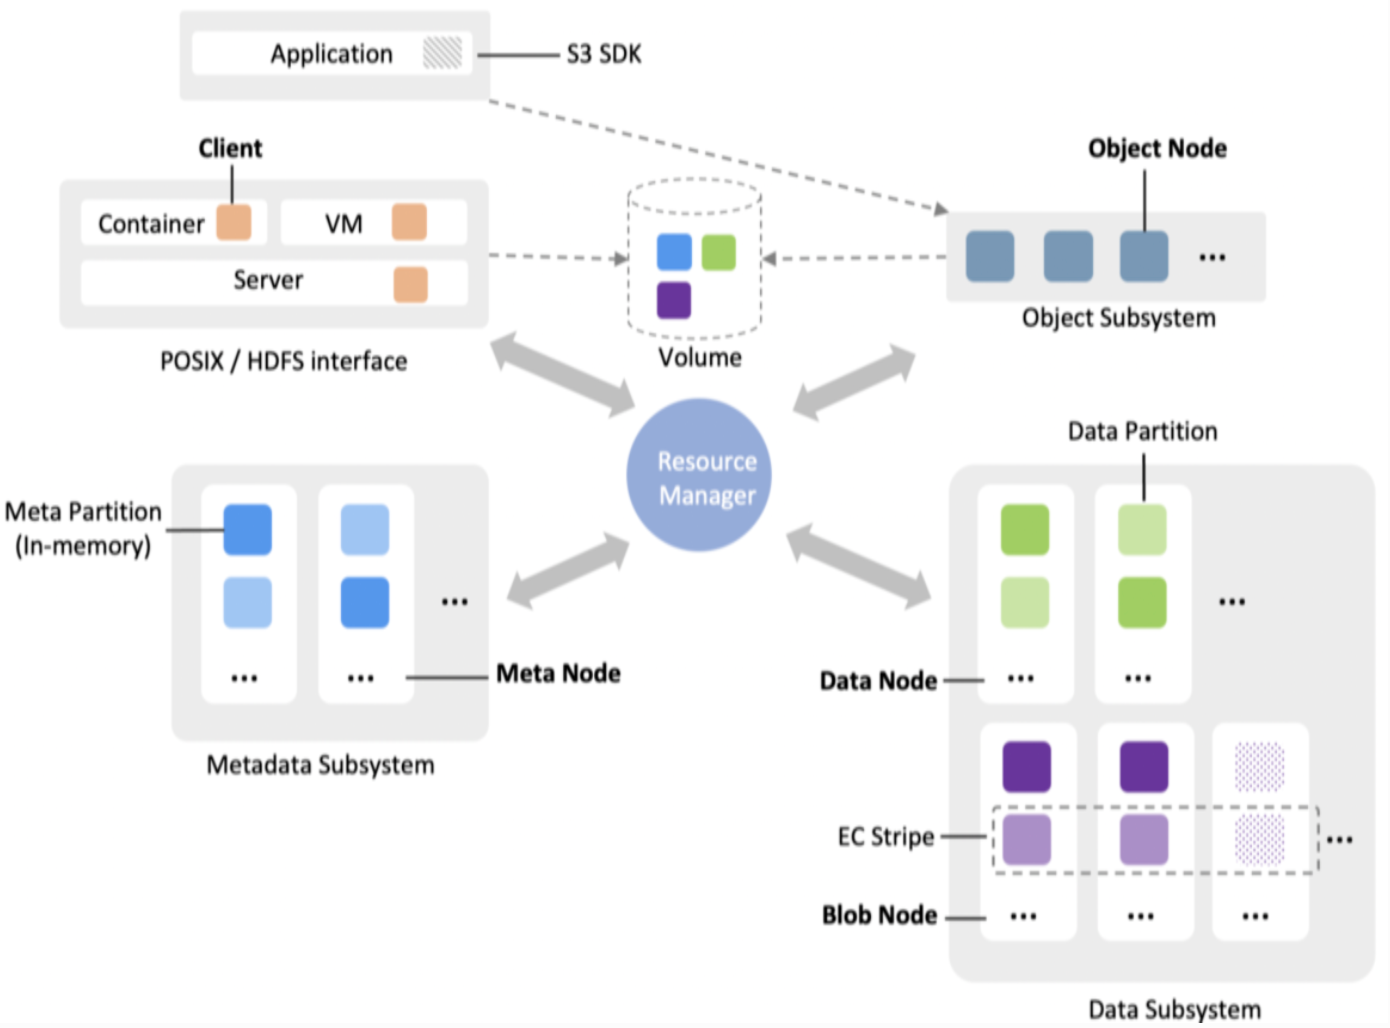 Application
S3 SDK
Client
Object Node
Container
VM
Server
...
Object Subsystem
POSIX / HDFS interface
Volume
Data Partition
Resource
Manager
Meta Partition
(In-memory)
...
...
...
...
Meta Node
Data Node
...
...
Metadata Subsystem
EC Stripe
...
Blob Node
...
...
...
Data Subsystem